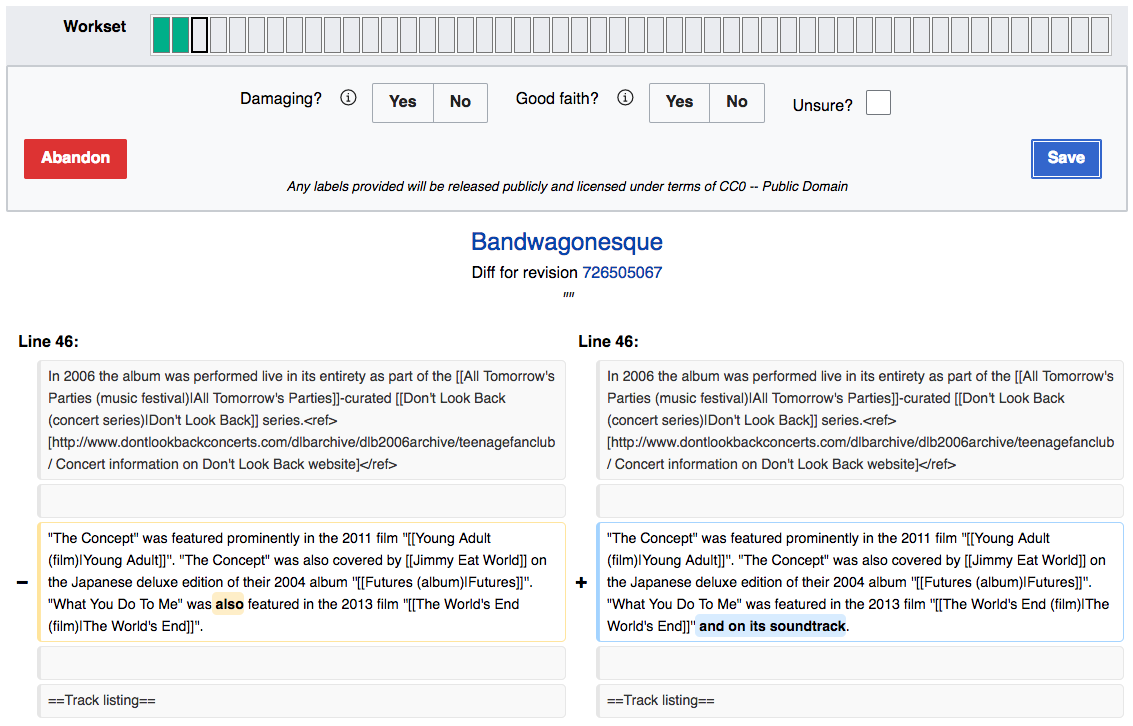 Workset
Damaging? Yes No Good faith? Yes No Unsure?
Abandon
Save
Any labels provided will be released publicly and licensed under terms of CC0 -- Public Domain
Bandwagonesque
Diff for revision 726505067
""
Line 46:
In 2006 the album was performed live in its entirety as part of the [[All Tomorrow's
Parties (music festival)|All Tomorrow's Parties]]-curated [[Don't Look Back
(concert series)|Don't Look Back]] series.<ref>
[http://www.dontlookbackconcerts.com/dlbarchive/dlb2006archive/teenagefanclub
/ Concert information on Don't Look Back website]</ref>
− "The Concept" was featured prominently in the 2011 film "[[Young Adult
(film)|Young Adult]]". "The Concept" was also covered by [[Jimmy Eat World]] on
the Japanese deluxe edition of their 2004 album "[[Futures (album)|Futures]]".
"What You Do To Me" was also featured in the 2013 film "[[The World's End
(film)|The World's End]]".
==Track listing==
Line 46:
In 2006 the album was performed live in its entirety as part of the [[All Tomorrow's
Parties (music festival)|All Tomorrow's Parties]]-curated [[Don't Look Back
(concert series)|Don't Look Back]] series.<ref>
[http://www.dontlookbackconcerts.com/dlbarchive/dlb2006archive/teenagefanclub
/ Concert information on Don't Look Back website]</ref>
+ "The Concept" was featured prominently in the 2011 film "[[Young Adult
(film)|Young Adult]]". "The Concept" was also covered by [[Jimmy Eat World]] on
the Japanese deluxe edition of their 2004 album "[[Futures (album)|Futures]]".
"What You Do To Me" was featured in the 2013 film "[[The World's End (film)|The
World's End]]" and on its soundtrack.
==Track listing==